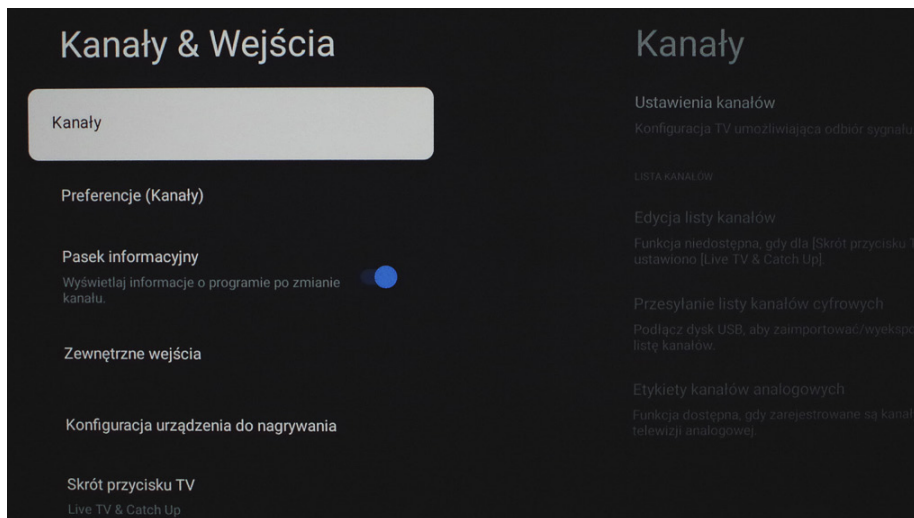 Kanały & Wejścia
Kanały
Preferencje (Kanały)
Pasek informacyjny
Wyświetlaj informacje o programie po zmianie
kanału.
Zewnętrzne wejścia
Konfiguracja urządzenia do nagrywania
Skrót przycisku TV
Live TV & Catch Up
Kanały
Ustawienia kanałów
Konfiguracja TV umożliwiająca odbiór sygnału
LISTA KANAŁÓW
Edycja listy kanałów
Funkcja niedostępna, gdy dla [Skrót przycisku
ustawiono [Live TV & Catch Up].
Przesyłanie listy kanałów cyfrowych
Podłącz dysk USB, aby zaimportować/wyekspo
listę kanałów.
Etykiety kanałów analogowych
Funkcja dostępna, gdy zarejestrowane są kanał
telewizji analogowej.